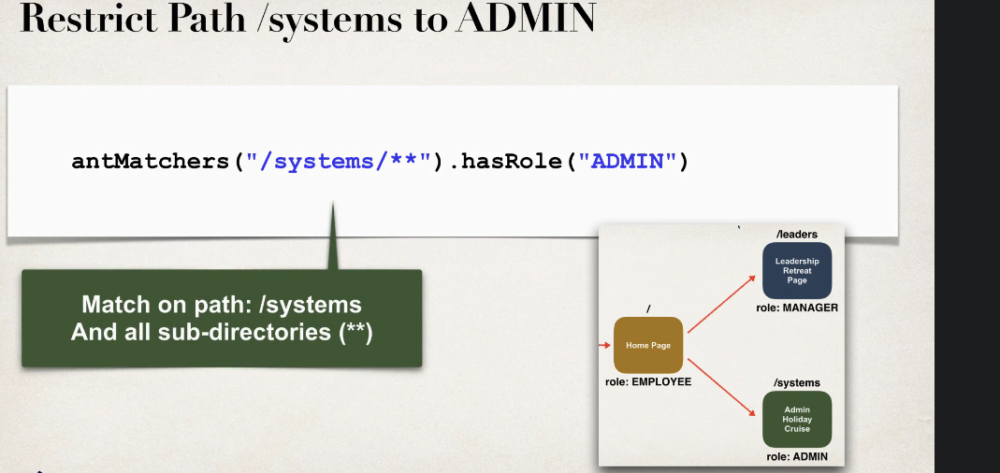 Restrict Path /systems to ADMIN
antMatchers("/systems/**").hasRole("ADMIN")
Match on path: /systems
And all sub-directories (**)
/leaders
Leadership
Retreat
Page
role: MANAGER
/
Home Page
role: EMPLOYEE
/systems
Admin
Holiday
Cruise
role: ADMIN